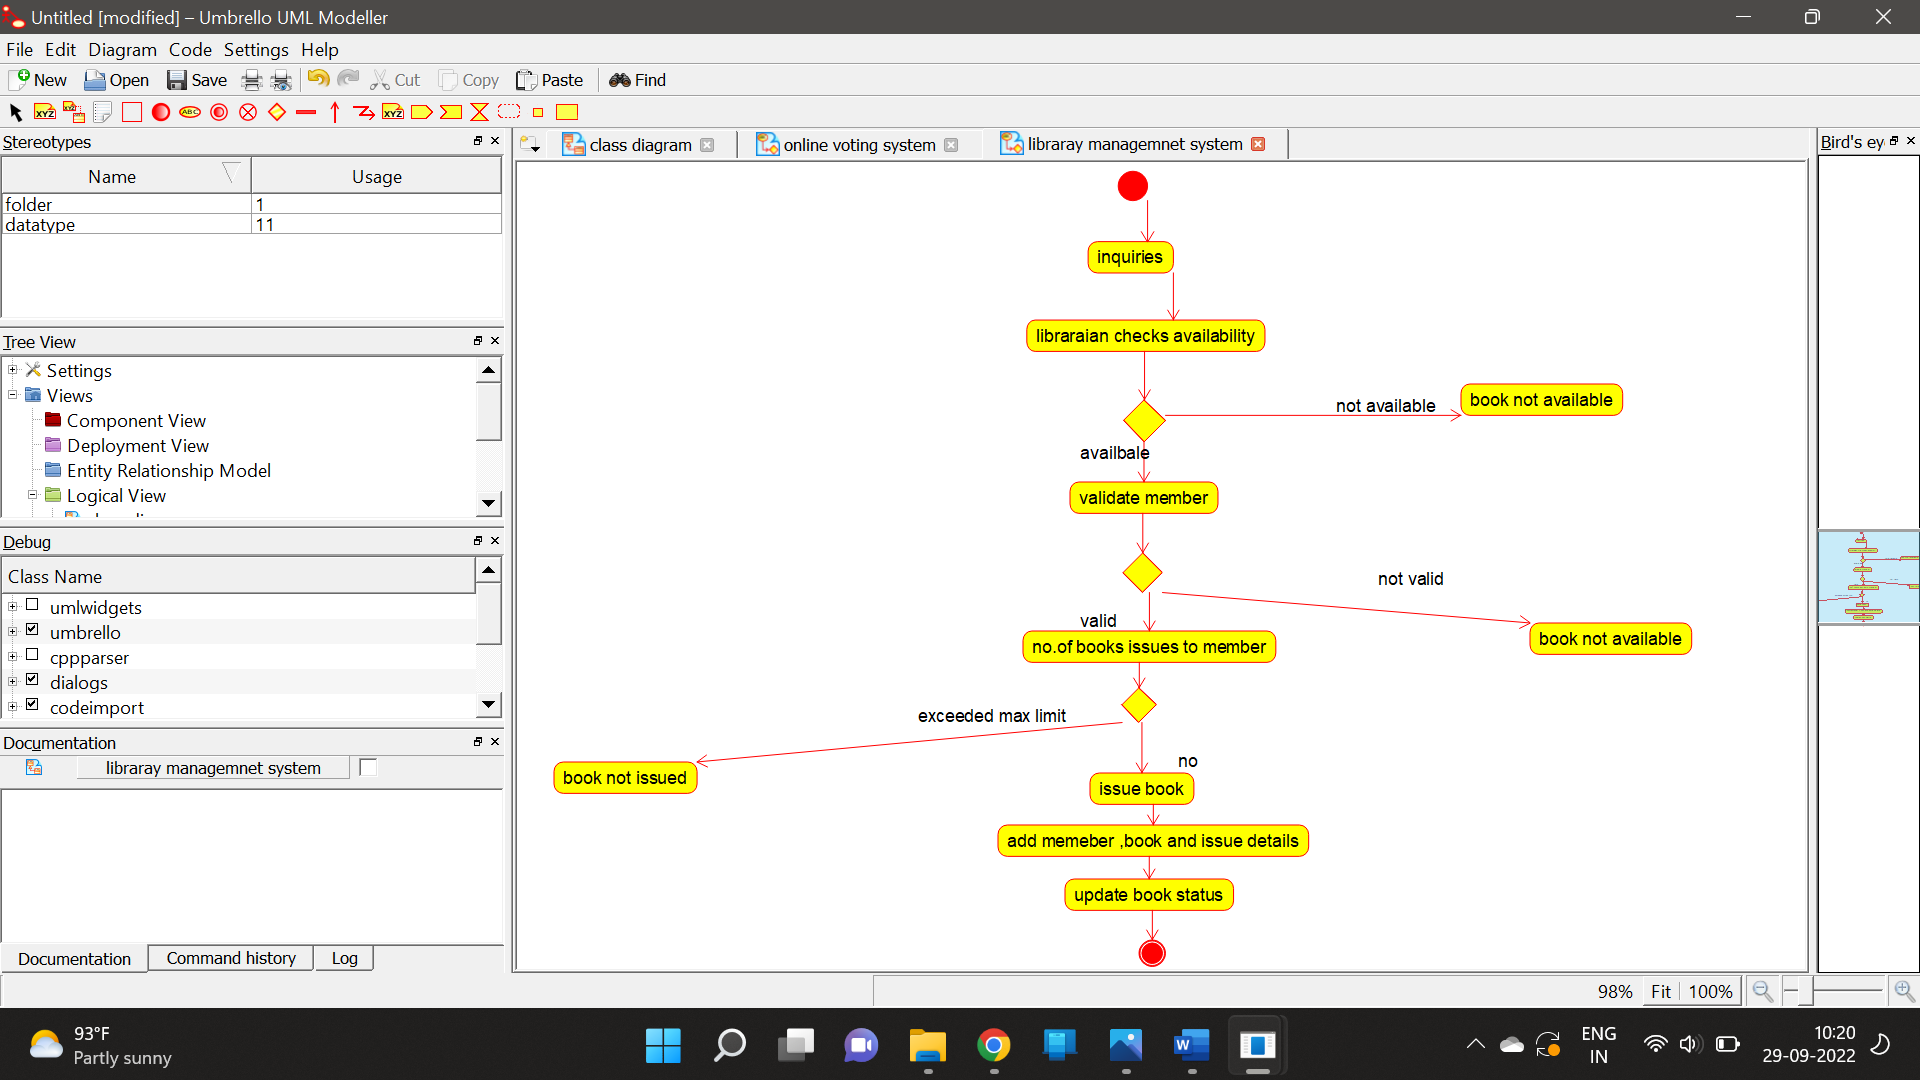 Untitled [modified] – Umbrello UML Modeller
File Edit Diagram Code Settings Help
New Open Save Cut Copy Paste Find
XYZ XYZ ABC XYZ
Stereotypes
Name Usage
folder 1
datatype 11
Tree View
Settings
Views
Component View
Deployment View
Entity Relationship Model
Logical View
Debug
Class Name
umlwidgets
umbrello
cppparser
dialogs
codeimport
Documentation
libraray managemnet system
Documentation Command history Log
class diagram online voting system libraray managemnet system
inquiries
libraraian checks availability
not available
book not available
availbale
validate member
not valid
valid
book not available
no.of books issues to member
exceeded max limit
book not issued
no
issue book
add memeber ,book and issue details
update book status
Bird's ey
98% Fit 100%
93°F
Partly sunny
W
ENG
IN
10:20
29-09-2022